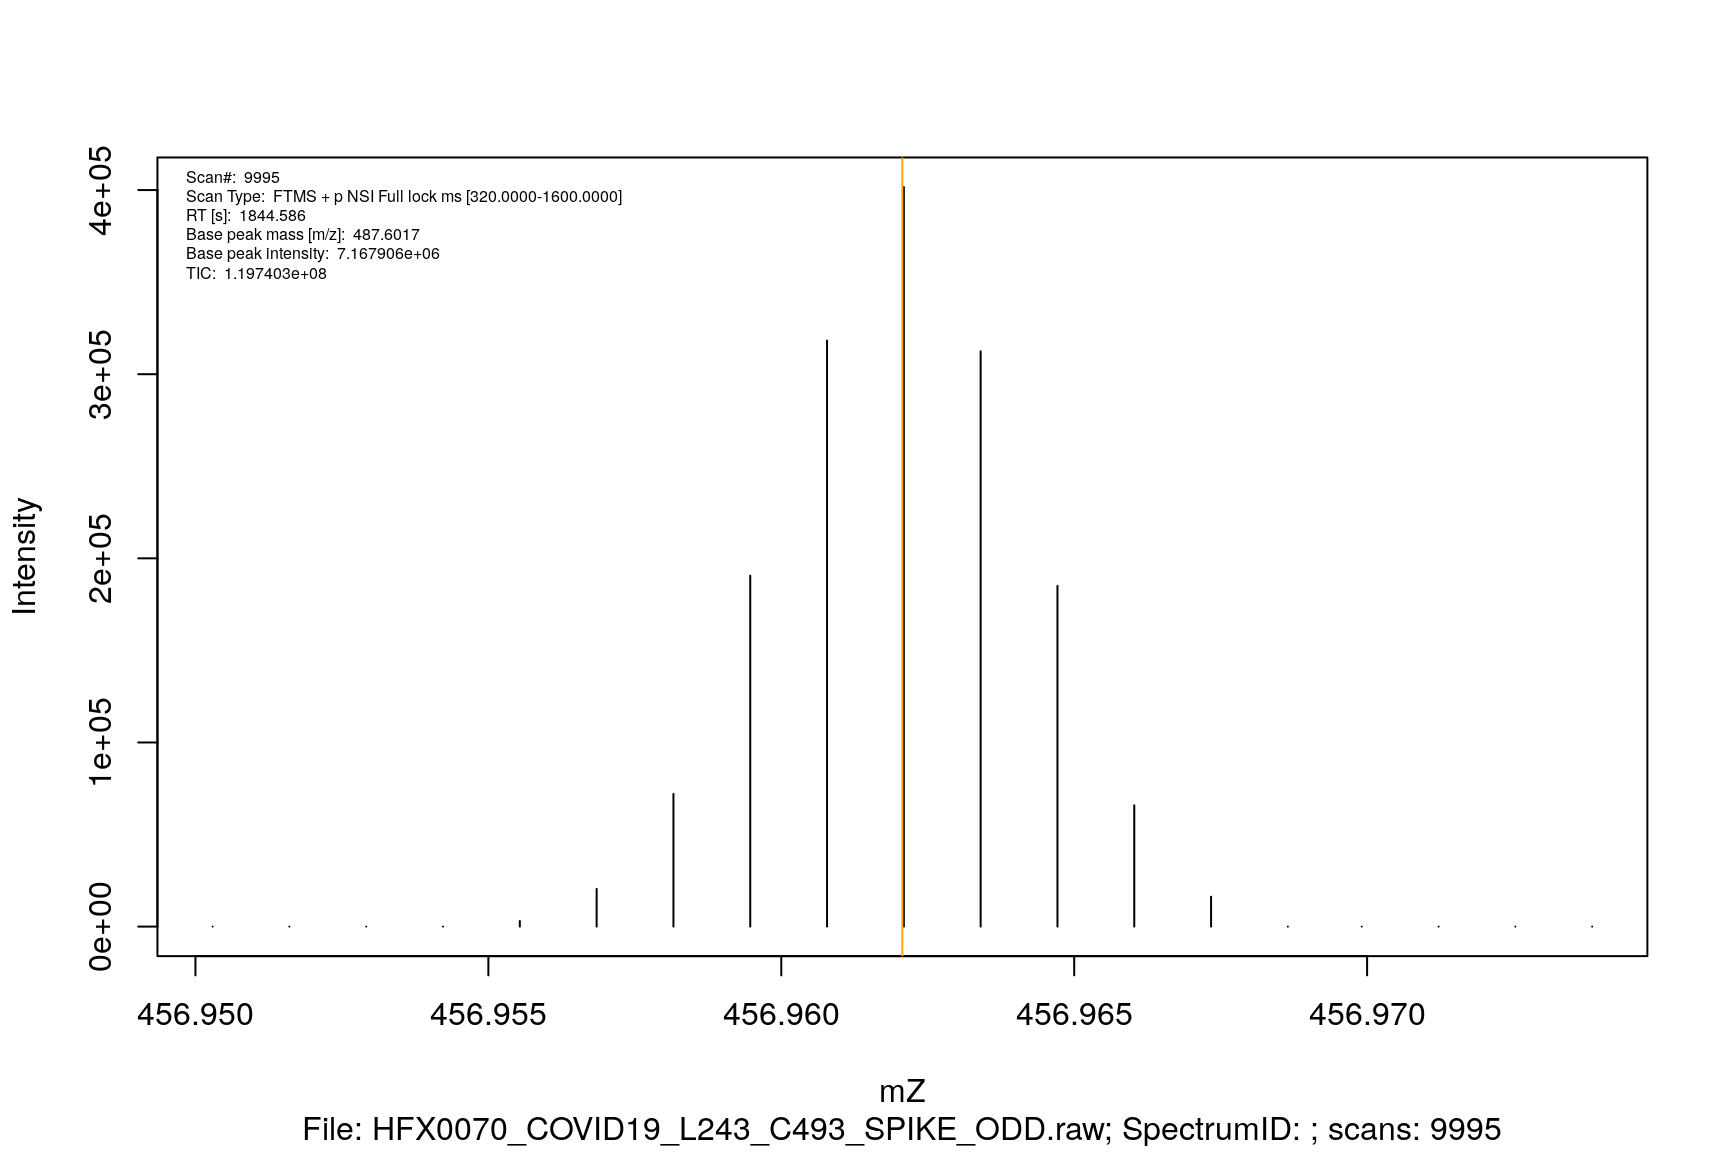 Scan#: 9995
Scan Type: FTMS + p NSI Full lock ms [320.0000-1600.0000]
RT [s]: 1844.586
Base peak mass [m/z]: 487.6017
Base peak intensity: 7.167906e+06
TIC: 1.197403e+08
4e+05
3e+05
2e+05
1e+05
0e+00
Intensity
456.950 456.955 456.960 456.965 456.970
mZ
File: HFX0070_COVID19_L243_C493_SPIKE_ODD.raw; SpectrumID: ; scans: 9995